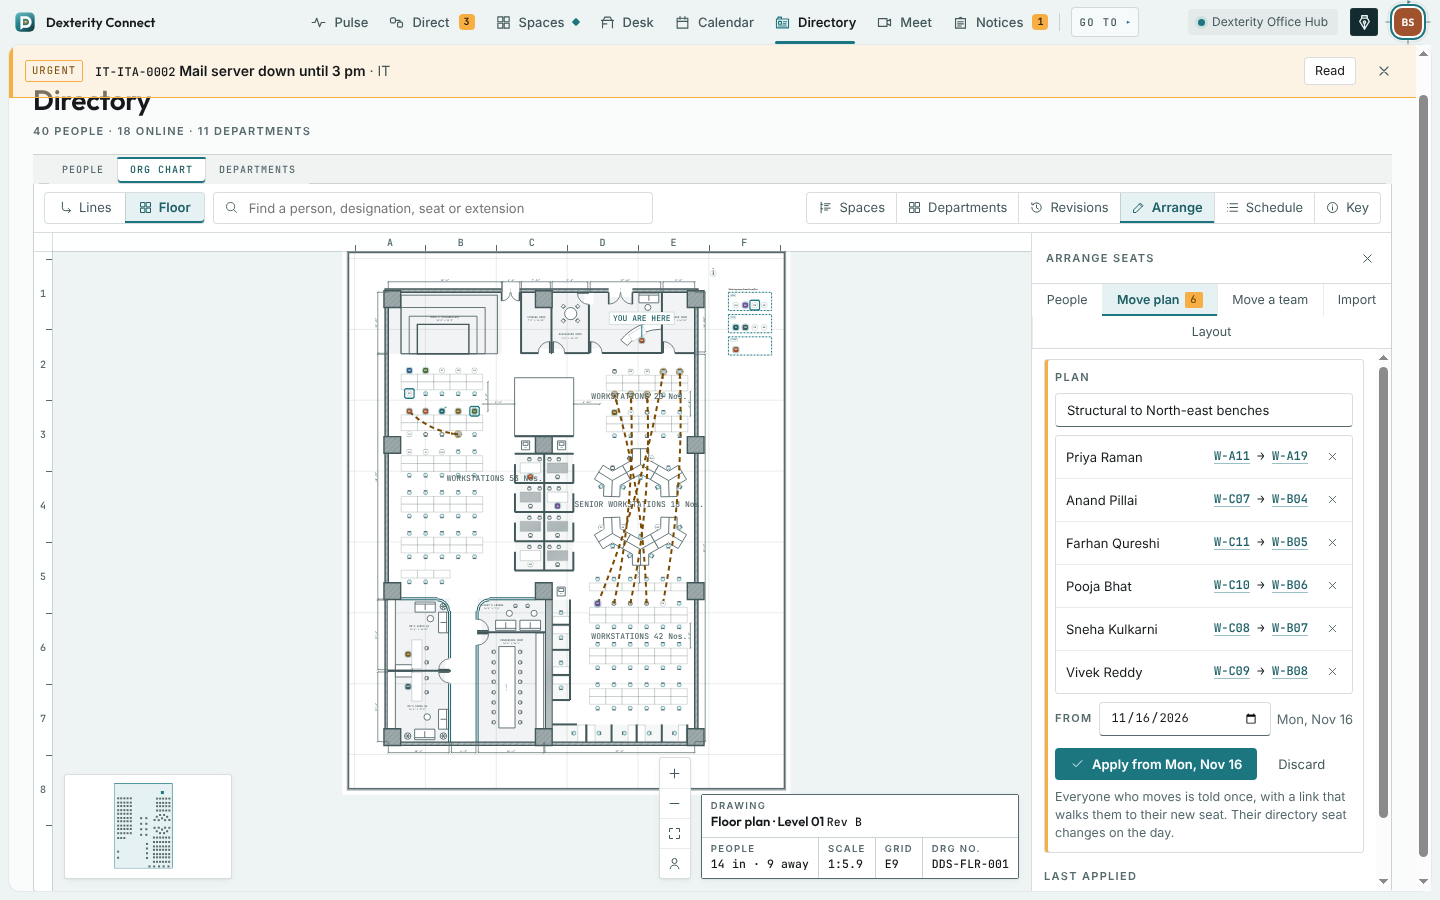 Dexterity Connect
Pulse
Direct 3
Spaces
Desk
Calendar
Directory
Meet
Notices 1
GO TO
Dexterity Office Hub
BS
URGENT
IT-ITA-0002 Mail server down until 3 pm · IT
Read
Directory
40 PEOPLE · 18 ONLINE · 11 DEPARTMENTS
PEOPLE
ORG CHART
DEPARTMENTS
Lines
Floor
Find a person, designation, seat or extension
Spaces
Departments
Revisions
Arrange
Schedule
Key
A B C D E F
1
2
3
4
5
6
7
8
YOU ARE HERE
WORKSTATIONS 20 Nos.
WORKSTATIONS 55 Nos.
SENIOR WORKSTATIONS 18 Nos.
WORKSTATIONS 42 Nos.
DRAWING
Floor plan · Level 01 Rev B
PEOPLE
14 in · 9 away
SCALE
1:5.9
GRID
E9
DRG NO.
DDS-FLR-001
ARRANGE SEATS
People
Move plan 6
Move a team
Import
Layout
PLAN
Structural to North-east benches
Priya Raman W-A11 → W-A19
Anand Pillai W-C07 → W-B04
Farhan Qureshi W-C11 → W-B05
Pooja Bhat W-C10 → W-B06
Sneha Kulkarni W-C08 → W-B07
Vivek Reddy W-C09 → W-B08
FROM 11/16/2026 Mon, Nov 16
Apply from Mon, Nov 16
Discard
Everyone who moves is told once, with a link that
walks them to their new seat. Their directory seat
changes on the day.
LAST APPLIED